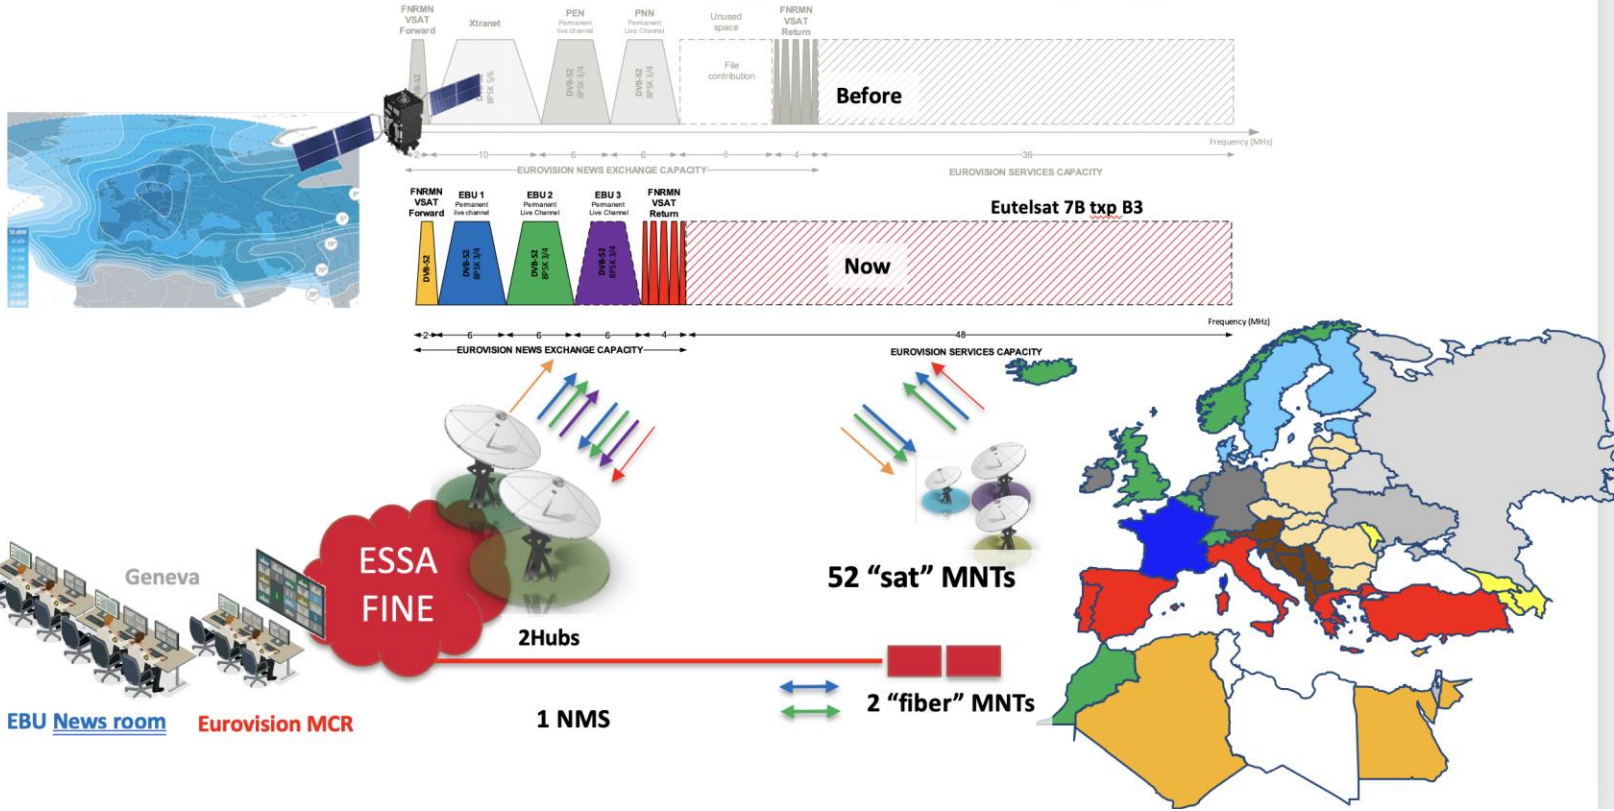 FNRMN
VSAT
Forward
Xtranet
PEN
Permanent
live channel
PNN
Permanent
Live Channel
Unused
space
FNRMN
VSAT
Return
DVB-S2
8PSK 5/6
DVB-S2
8PSK 3/4
DVB-S2
8PSK 3/4
File
contribution
Before
Frequency (MHz)
2
10
6
6
8
4
36
EUROVISION NEWS EXCHANGE CAPACITY
EUROVISION SERVICES CAPACITY
FNRMN
VSAT
Forward
EBU 1
Permanent
live channel
EBU 2
Permanent
Live Channel
EBU 3
Permanent
Live Channel
FNRMN
VSAT
Return
Eutelsat 7B txp B3
DVB-S2
DVB-S2
8PSK 3/4
DVB-S2
8PSK 3/4
DVB-S2
8PSK 3/4
Now
Frequency (MHz)
2
6
6
6
4
48
EUROVISION NEWS EXCHANGE CAPACITY
EUROVISION SERVICES CAPACITY
ESSA
FINE
Geneva
52 “sat” MNTs
2Hubs
2 “fiber” MNTs
1 NMS
EBU News room
Eurovision MCR